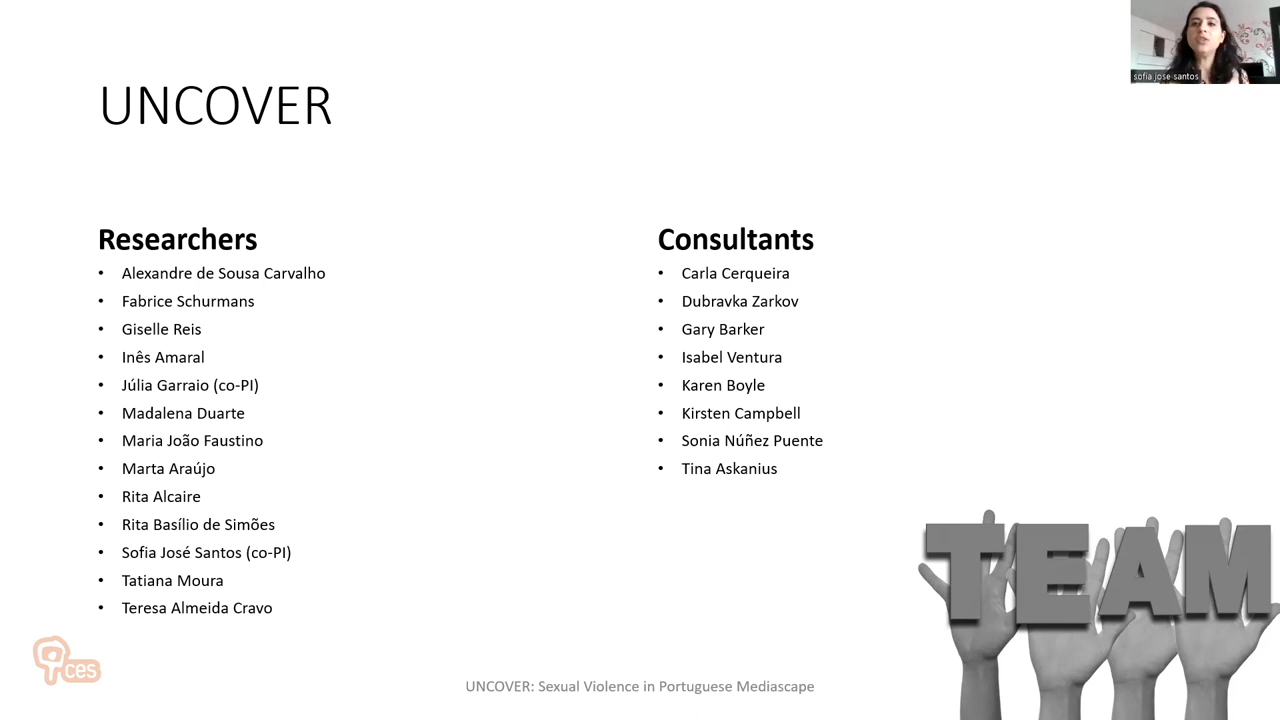 sofia jose santos
UNCOVER
Researchers
• Alexandre de Sousa Carvalho
• Fabrice Schurmans
• Giselle Reis
• Inês Amaral
• Júlia Garraio (co-PI)
• Madalena Duarte
• Maria João Faustino
• Marta Araújo
• Rita Alcaire
• Rita Basílio de Simões
• Sofia José Santos (co-PI)
• Tatiana Moura
• Teresa Almeida Cravo
Consultants
• Carla Cerqueira
• Dubravka Zarkov
• Gary Barker
• Isabel Ventura
• Karen Boyle
• Kirsten Campbell
• Sonia Núñez Puente
• Tina Askanius
TEAM
ces
UNCOVER: Sexual Violence in Portuguese Mediascape